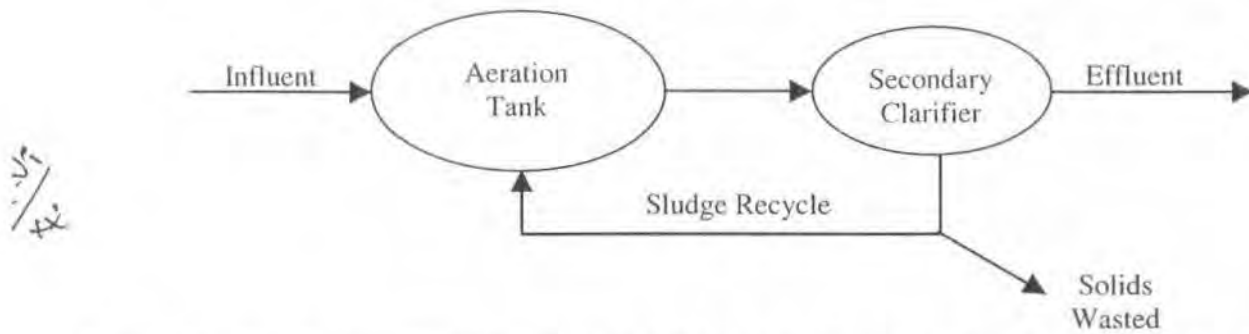 Influent
Aeration
Tank
Secondary
Clarifier
Effluent
Sludge Recycle
Solids
Wasted